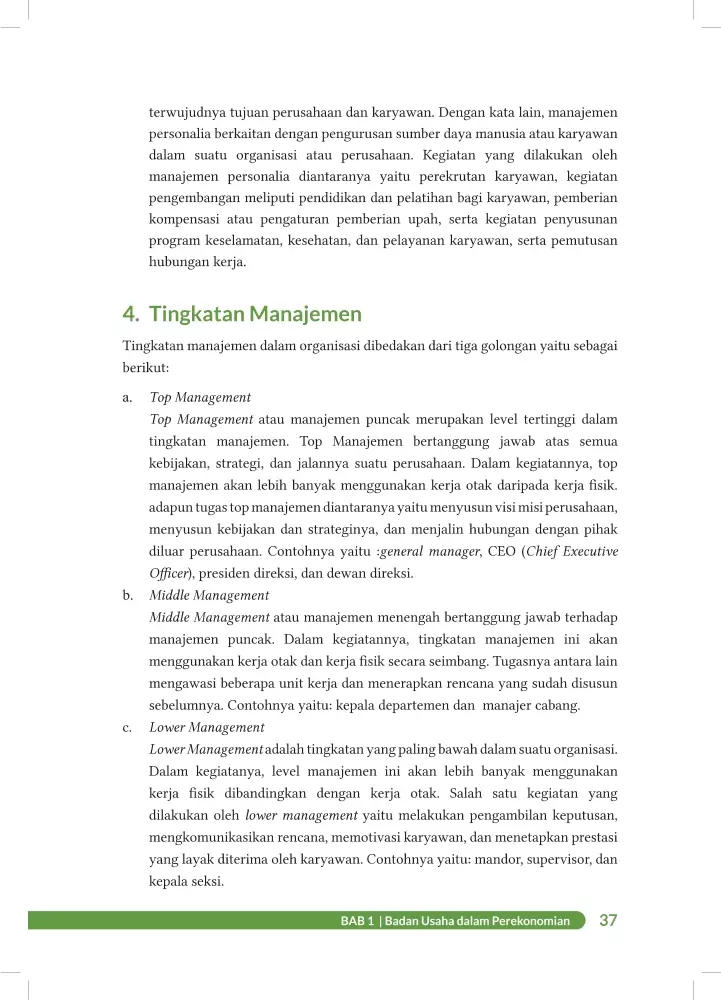 terwujudnya tujuan perusahaan dan karyawan. Dengan kata lain, manajemen
personalia berkaitan dengan pengurusan sumber daya manusia atau karyawan
dalam suatu organisasi atau perusahaan. Kegiatan yang dilakukan oleh
manajemen personalia diantaranya yaitu perekrutan karyawan, kegiatan
pengembangan meliputi pendidikan dan pelatihan bagi karyawan, pemberian
kompensasi atau pengaturan pemberian upah, serta kegiatan penyusunan
program keselamatan, kesehatan, dan pelayanan karyawan, serta pemutusan
hubungan kerja.
4. Tingkatan Manajemen
Tingkatan manajemen dalam organisasi dibedakan dari tiga golongan yaitu sebagai
berikut:
a. Top Management
Top Management atau manajemen puncak merupakan level tertinggi dalam
tingkatan manajemen. Top Manajemen bertanggung jawab atas semua
kebijakan, strategi, dan jalannya suatu perusahaan. Dalam kegiatannya, top
manajemen akan lebih banyak menggunakan kerja otak daripada kerja fisik.
adapun tugas top manajemen diantaranya yaitu menyusun visi misi perusahaan,
menyusun kebijakan dan strateginya, dan menjalin hubungan dengan pihak
diluar perusahaan. Contohnya yaitu :general manager, CEO (Chief Executive
Officer), presiden direksi, dan dewan direksi.
b. Middle Management
Middle Management atau manajemen menengah bertanggung jawab terhadap
manajemen puncak. Dalam kegiatannya, tingkatan manajemen ini akan
menggunakan kerja otak dan kerja fisik secara seimbang. Tugasnya antara lain
mengawasi beberapa unit kerja dan menerapkan rencana yang sudah disusun
sebelumnya. Contohnya yaitu: kepala departemen dan manajer cabang.
c. Lower Management
Lower Management adalah tingkatan yang paling bawah dalam suatu organisasi.
Dalam kegiatanya, level manajemen ini akan lebih banyak menggunakan
kerja fisik dibandingkan dengan kerja otak. Salah satu kegiatan yang
dilakukan oleh lower management yaitu melakukan pengambilan keputusan,
mengkomunikasikan rencana, memotivasi karyawan, dan menetapkan prestasi
yang layak diterima oleh karyawan. Contohnya yaitu: mandor, supervisor, dan
kepala seksi.
BAB 1 | Badan Usaha dalam Perekonomian 37